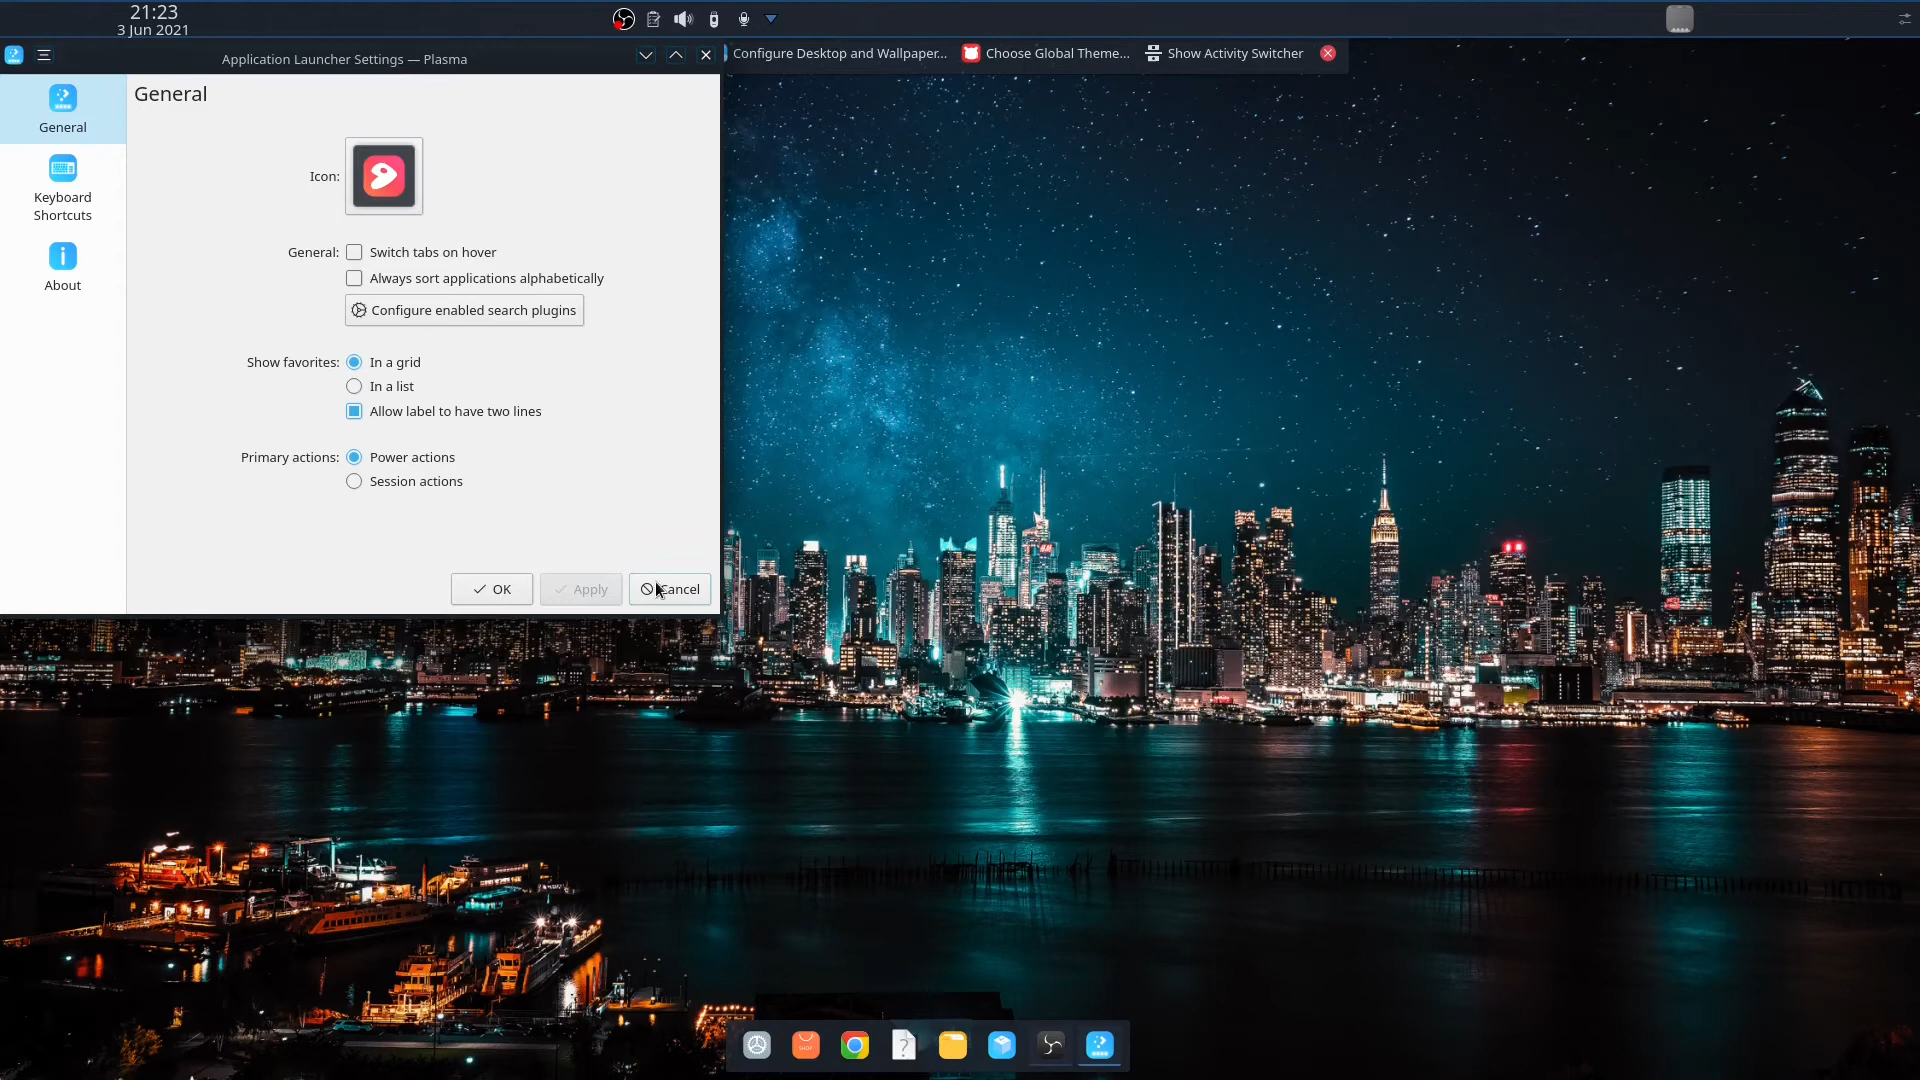 21:23
3 Jun 2021
Application Launcher Settings — Plasma
Configure Desktop and Wallpaper...
Choose Global Theme...
Show Activity Switcher
General
General
Keyboard
Shortcuts
About
Icon:
General:
Switch tabs on hover
Always sort applications alphabetically
Configure enabled search plugins
Show favorites:
In a grid
In a list
Allow label to have two lines
Primary actions:
Power actions
Session actions
OK
Apply
Cancel
SHOP